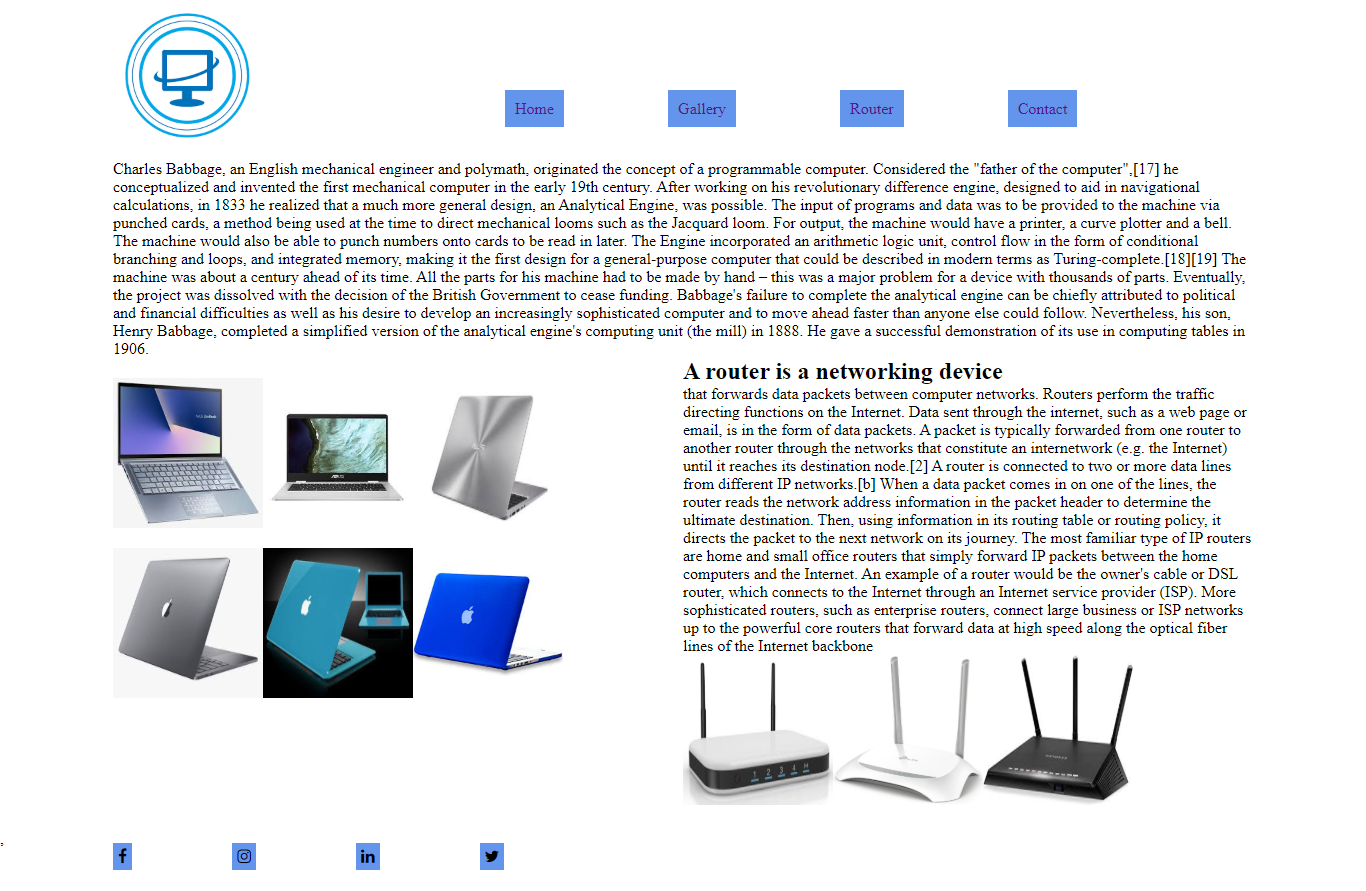 Home
Gallery
Router
Contact
Charles Babbage, an English mechanical engineer and polymath, originated the concept of a programmable computer. Considered the "father of the computer",[17] he
conceptualized and invented the first mechanical computer in the early 19th century. After working on his revolutionary difference engine, designed to aid in navigational
calculations, in 1833 he realized that a much more general design, an Analytical Engine, was possible. The input of programs and data was to be provided to the machine via
punched cards, a method being used at the time to direct mechanical looms such as the Jacquard loom. For output, the machine would have a printer, a curve plotter and a bell.
The machine would also be able to punch numbers onto cards to be read in later. The Engine incorporated an arithmetic logic unit, control flow in the form of conditional
branching and loops, and integrated memory, making it the first design for a general-purpose computer that could be described in modern terms as Turing-complete.[18][19] The
machine was about a century ahead of its time. All the parts for his machine had to be made by hand – this was a major problem for a device with thousands of parts. Eventually,
the project was dissolved with the decision of the British Government to cease funding. Babbage's failure to complete the analytical engine can be chiefly attributed to political
and financial difficulties as well as his desire to develop an increasingly sophisticated computer and to move ahead faster than anyone else could follow. Nevertheless, his son,
Henry Babbage, completed a simplified version of the analytical engine's computing unit (the mill) in 1888. He gave a successful demonstration of its use in computing tables in
1906.
A router is a networking device
that forwards data packets between computer networks. Routers perform the traffic
directing functions on the Internet. Data sent through the internet, such as a web page or
email, is in the form of data packets. A packet is typically forwarded from one router to
another router through the networks that constitute an internetwork (e.g. the Internet)
until it reaches its destination node.[2] A router is connected to two or more data lines
from different IP networks.[b] When a data packet comes in on one of the lines, the
router reads the network address information in the packet header to determine the
ultimate destination. Then, using information in its routing table or routing policy, it
directs the packet to the next network on its journey. The most familiar type of IP routers
are home and small office routers that simply forward IP packets between the home
computers and the Internet. An example of a router would be the owner's cable or DSL
router, which connects to the Internet through an Internet service provider (ISP). More
sophisticated routers, such as enterprise routers, connect large business or ISP networks
up to the powerful core routers that forward data at high speed along the optical fiber
lines of the Internet backbone
1 2 3 4